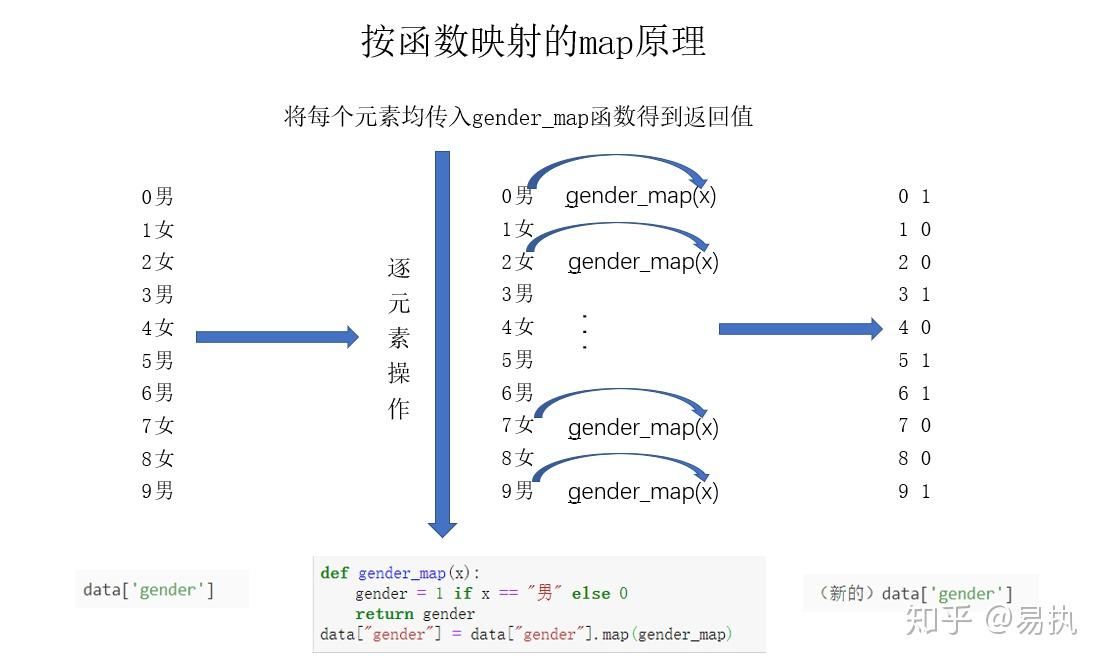 按函数映射的map原理
将每个元素均传入gender_map函数得到返回值
0男
1女
2女
3男
4女
5男
6男
7女
8女
9男
逐元素操作
0男 gender_map(x)
1女
2女 gender_map(x)
3男
4女
5男
6男
7女 gender_map(x)
8女
9男 gender_map(x)
0 1
1 0
2 0
3 1
4 0
5 1
6 1
7 0
8 0
9 1
data['gender']
def gender_map(x):
    gender = 1 if x == "男" else 0
    return gender
data["gender"] = data["gender"].map(gender_map)
（新的）data['gender']
知乎 @易执